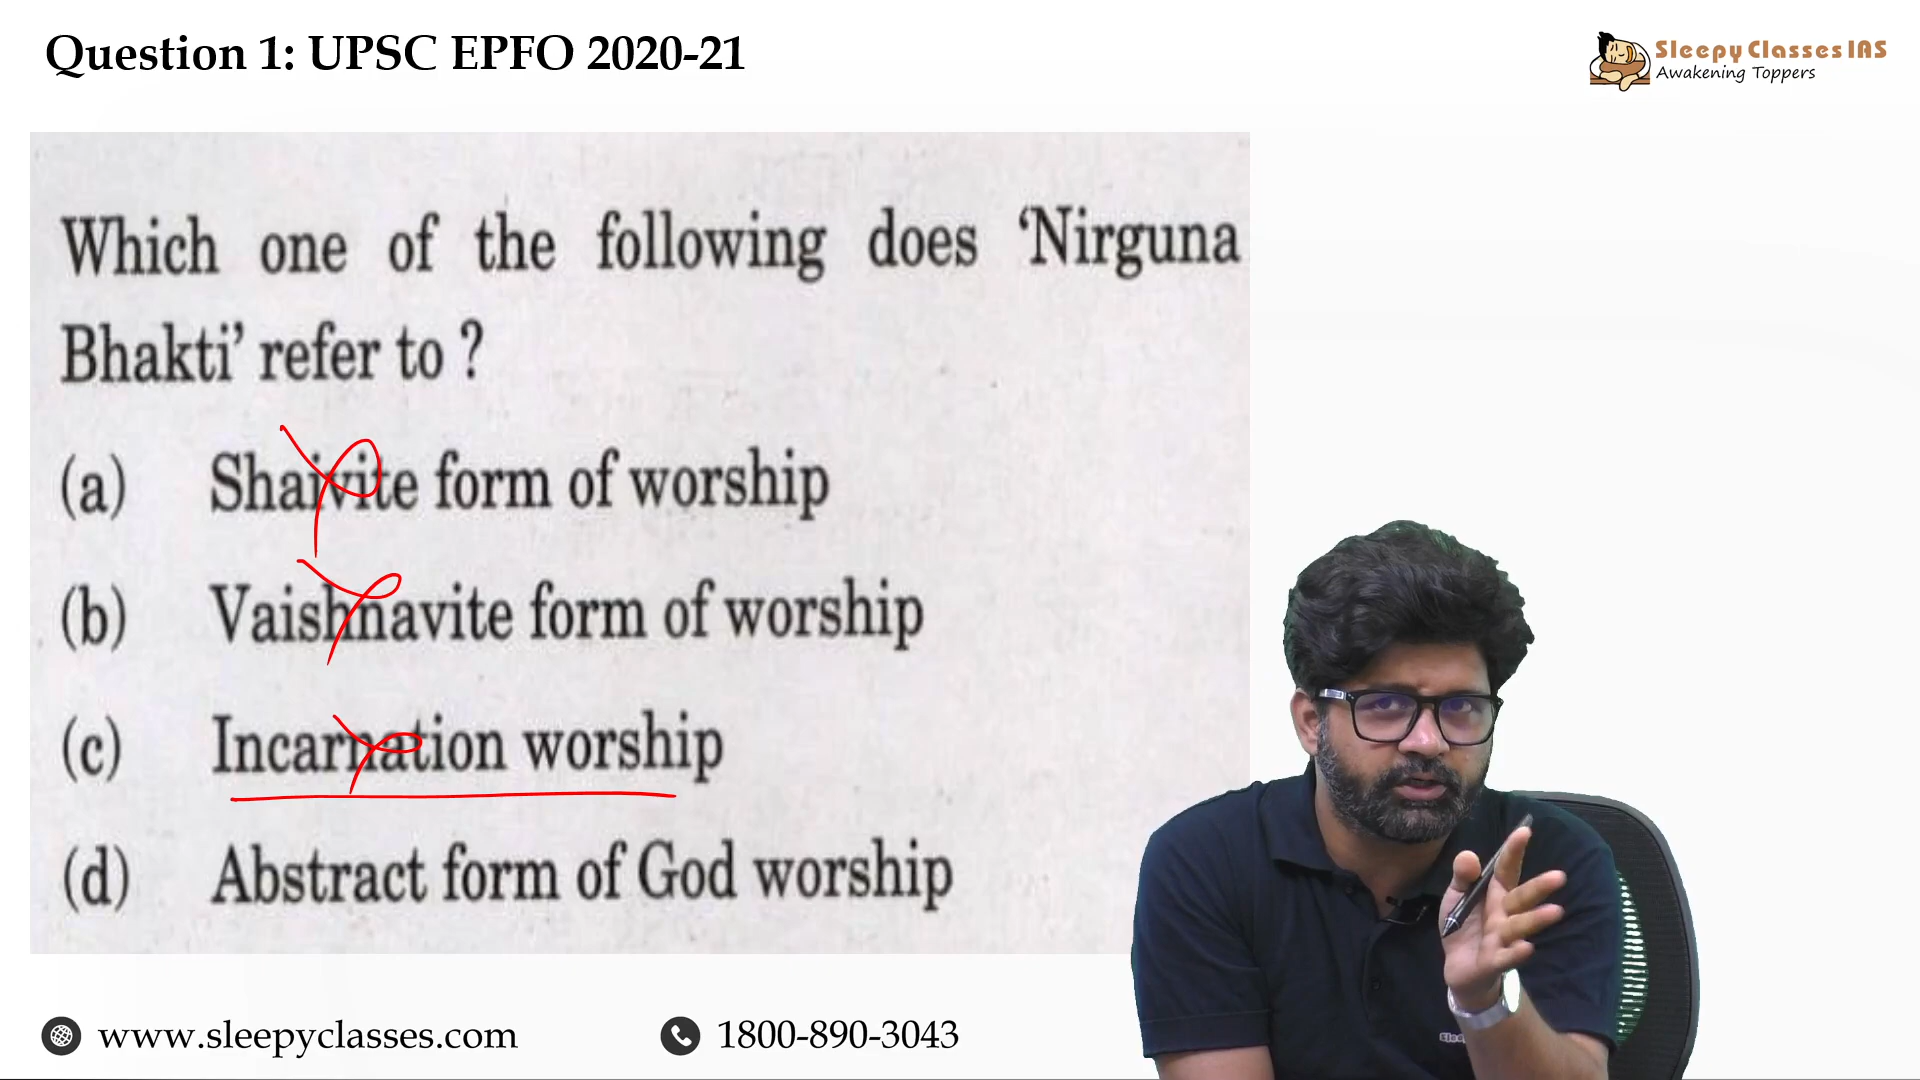 Question 1: UPSC EPFO 2020-21
Sleepy Classes IAS
Awakening Toppers
Which one of the following does ‘Nirguna
Bhakti’ refer to ?
(a) Shaivite form of worship
(b) Vaishnavite form of worship
(c) Incarnation worship
(d) Abstract form of God worship
www.sleepyclasses.com
1800-890-3043